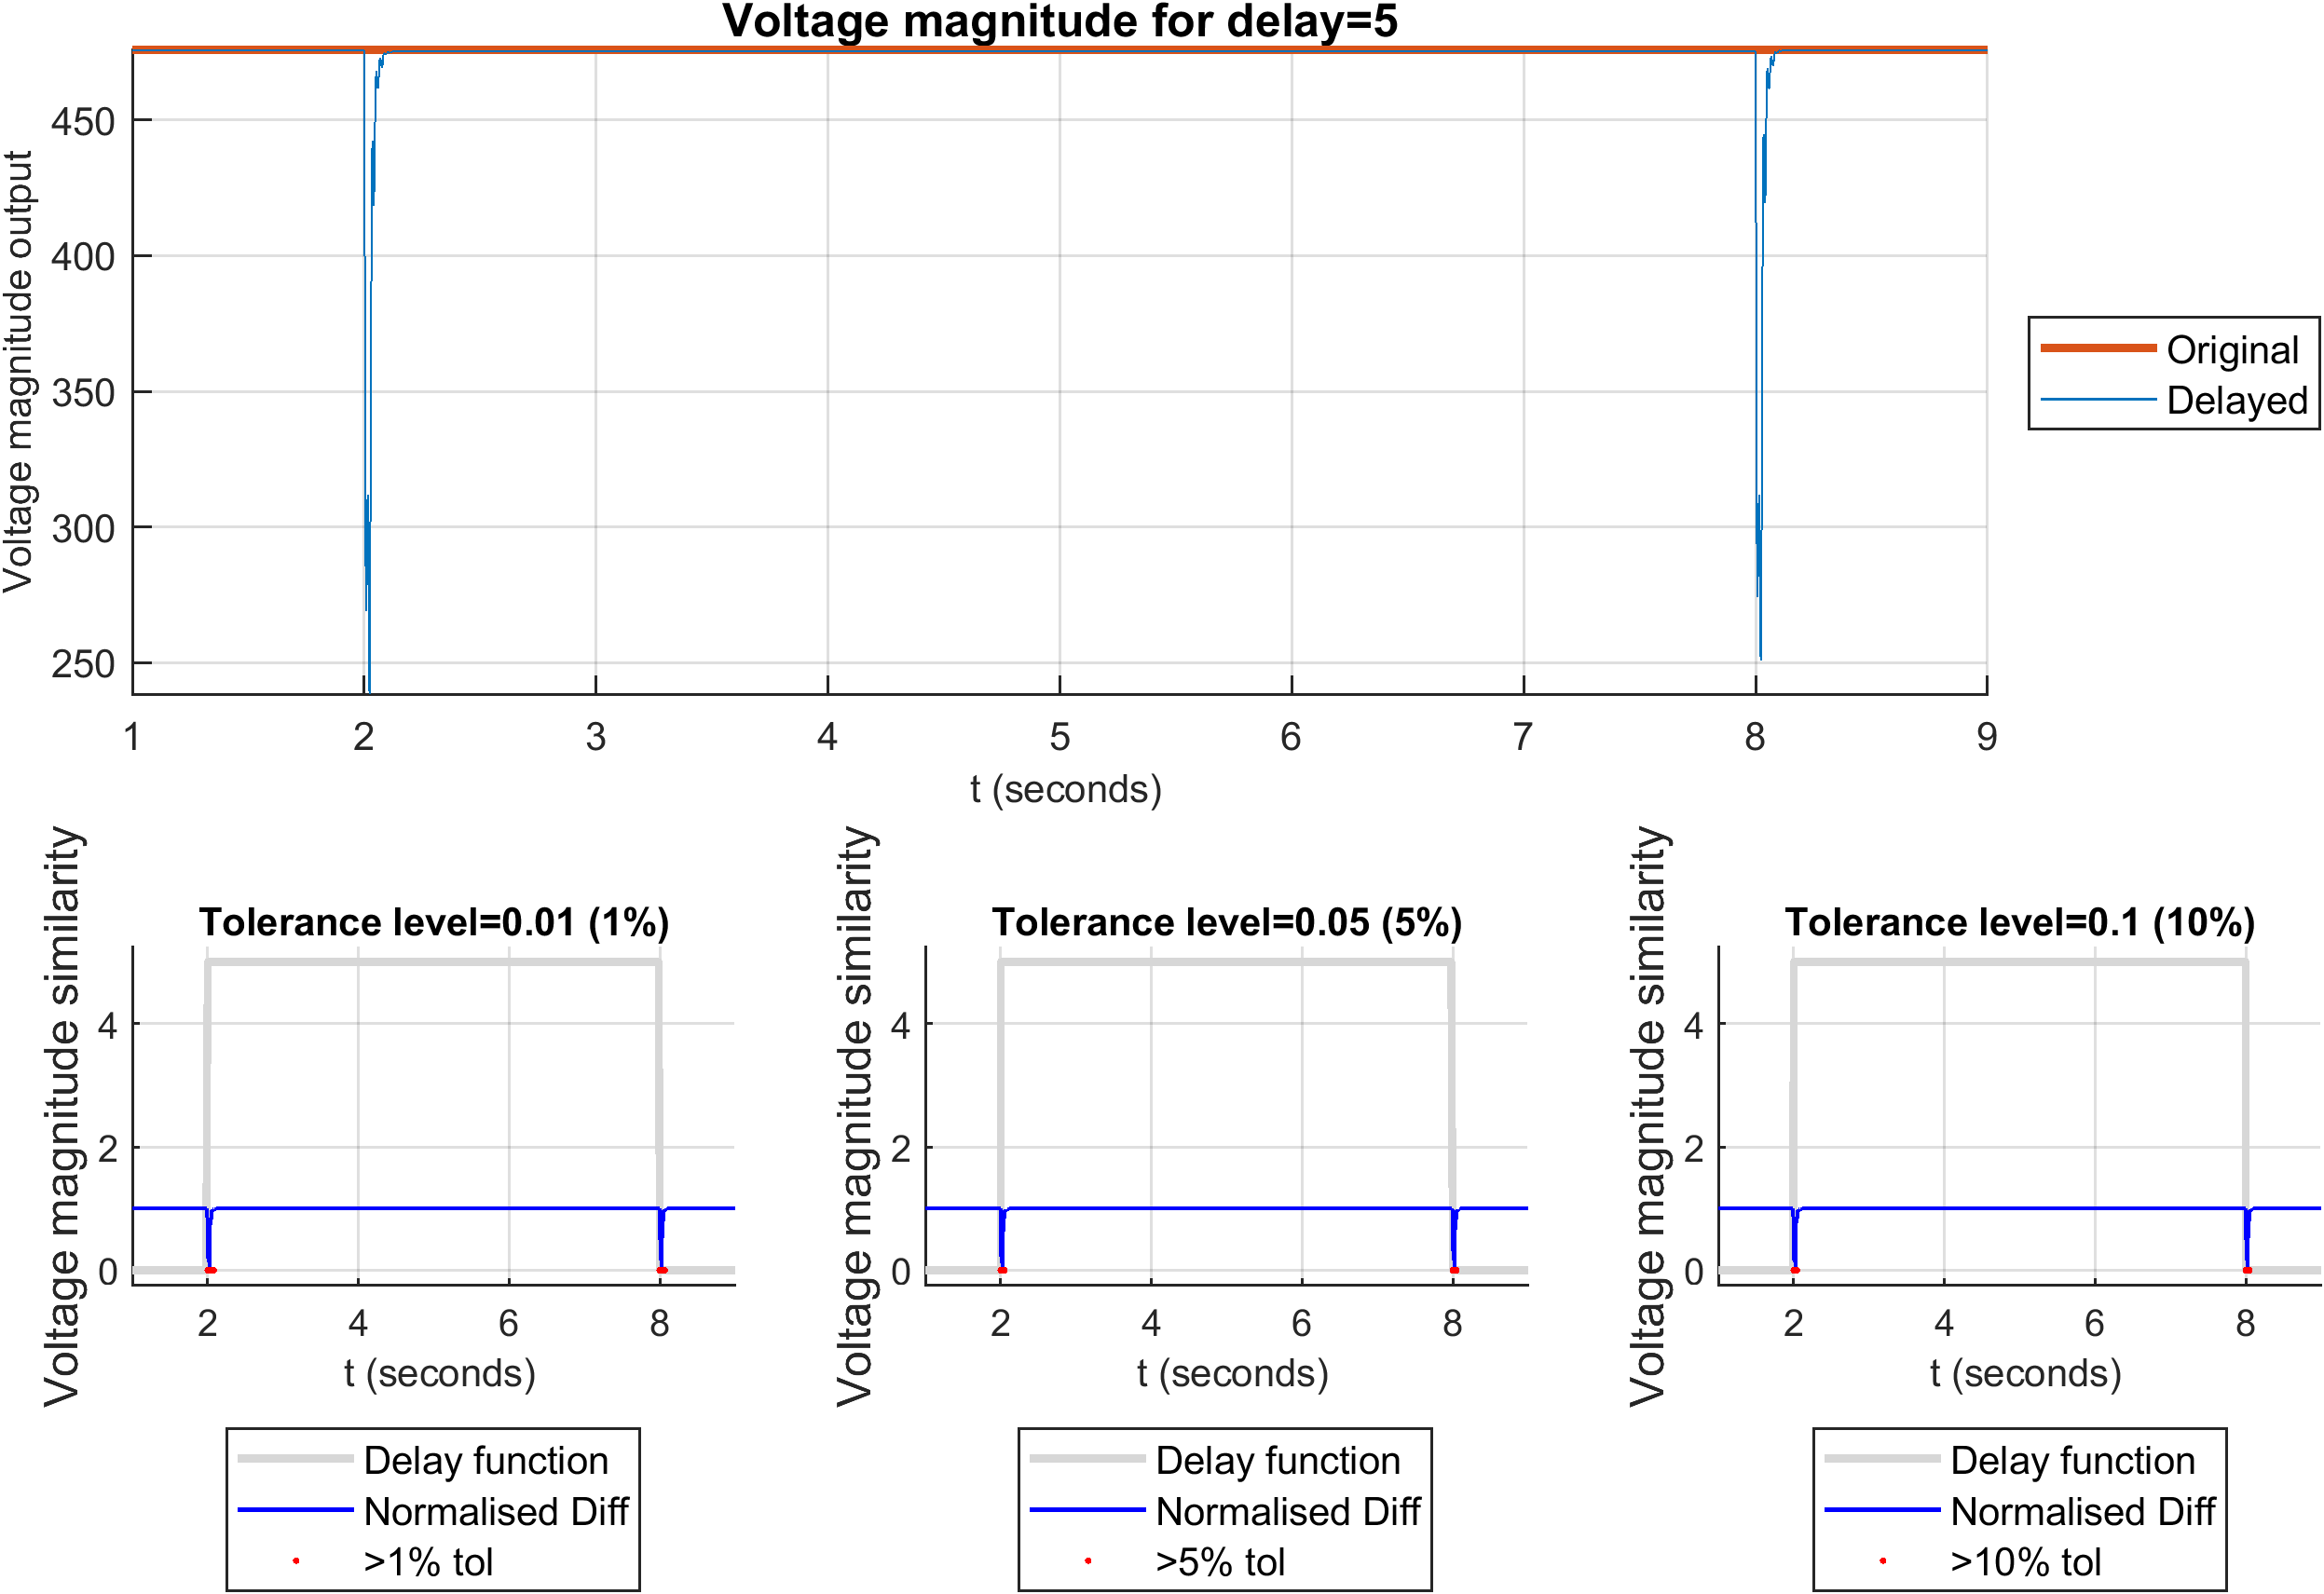 Voltage magnitude for delay=5
Voltage magnitude output
450
400
350
300
250
1 2 3 4 5 6 7 8 9
t (seconds)
Original
Delayed
Tolerance level=0.01 (1%)
Voltage magnitude similarity
4
2
0
2 4 6 8
t (seconds)
Delay function
Normalised Diff
>1% tol
Tolerance level=0.05 (5%)
Voltage magnitude similarity
4
2
0
2 4 6 8
t (seconds)
Delay function
Normalised Diff
>5% tol
Tolerance level=0.1 (10%)
Voltage magnitude similarity
4
2
0
2 4 6 8
t (seconds)
Delay function
Normalised Diff
>10% tol